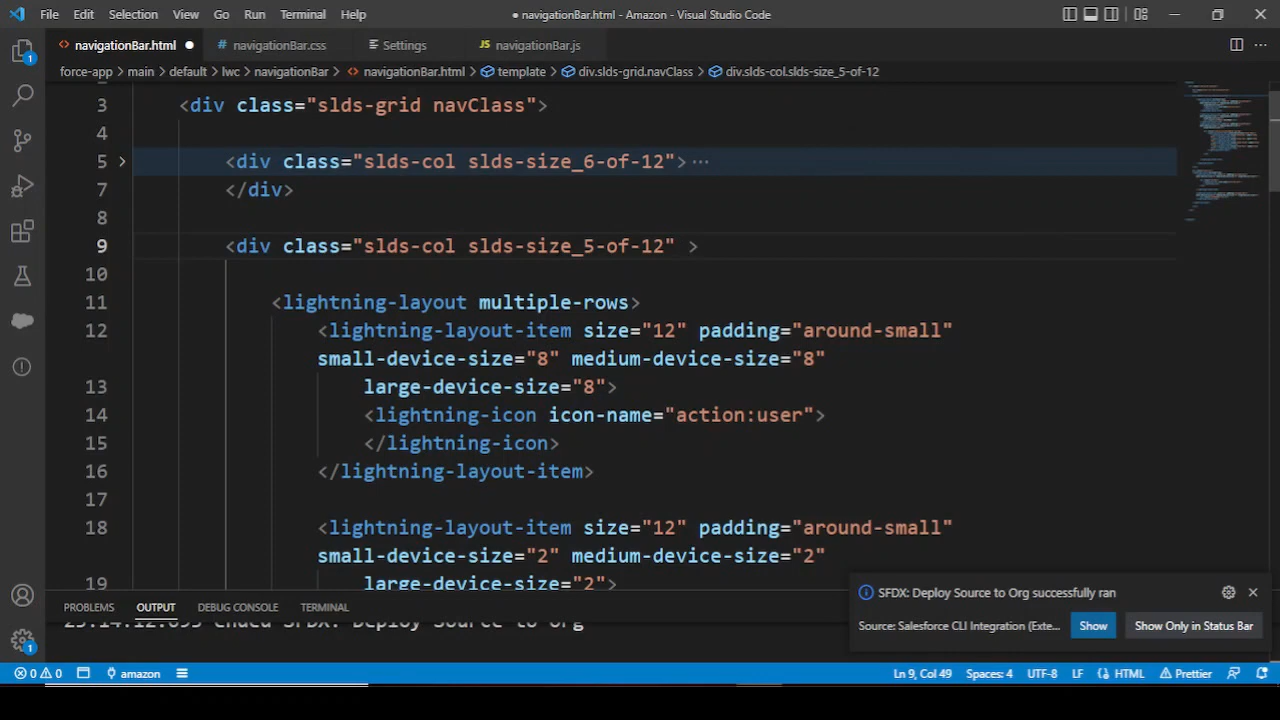 File Edit Selection View Go Run Terminal Help
● navigationBar.html - Amazon - Visual Studio Code
<> navigationBar.html ●
# navigationBar.css
Settings
JS navigationBar.js
force-app > main > default > lwc > navigationBar > <> navigationBar.html > template > div.slds-grid.navClass > div.slds-col.slds-size_5-of-12
3 <div class="slds-grid navClass">
4
5 > <div class="slds-col slds-size_6-of-12">···
7 </div>
8
9 <div class="slds-col slds-size_5-of-12" >
10
11 <lightning-layout multiple-rows>
12 <lightning-layout-item size="12" padding="around-small"
small-device-size="8" medium-device-size="8"
13 large-device-size="8">
14 <lightning-icon icon-name="action:user">
15 </lightning-icon>
16 </lightning-layout-item>
17
18 <lightning-layout-item size="12" padding="around-small"
small-device-size="2" medium-device-size="2"
19 large-device-size="2">
1
1
PROBLEMS OUTPUT DEBUG CONSOLE TERMINAL
ended SFDX: Deploy Source to Org
SFDX: Deploy Source to Org successfully ran
Source: Salesforce CLI Integration (Exte...
Show
Show Only in Status Bar
0 0 amazon
Ln 9, Col 49 Spaces: 4 UTF-8 LF HTML Prettier